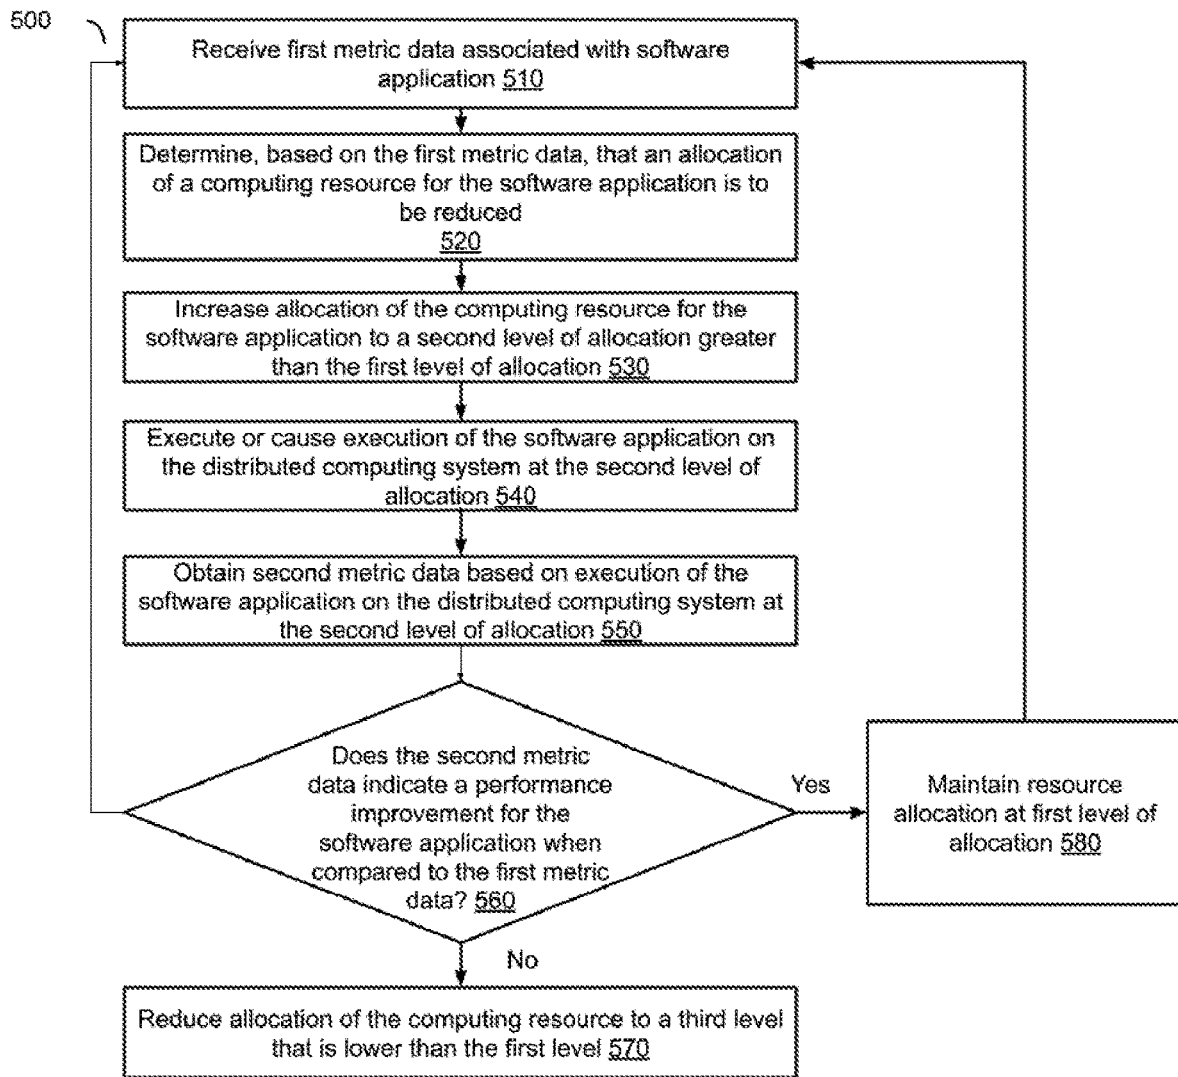 500
Receive first metric data associated with software
application 510
Determine, based on the first metric data, that an allocation
of a computing resource for the software application is to
be reduced
520
Increase allocation of the computing resource for the
software application to a second level of allocation greater
than the first level of allocation 530
Execute or cause execution of the software application on
the distributed computing system at the second level of
allocation 540
Obtain second metric data based on execution of the
software application on the distributed computing system at
the second level of allocation 550
Does the second metric
data indicate a performance
improvement for the
software application when
compared to the first metric
data? 560
Yes
Maintain resource
allocation at first level of
allocation 580
No
Reduce allocation of the computing resource to a third level
that is lower than the first level 570